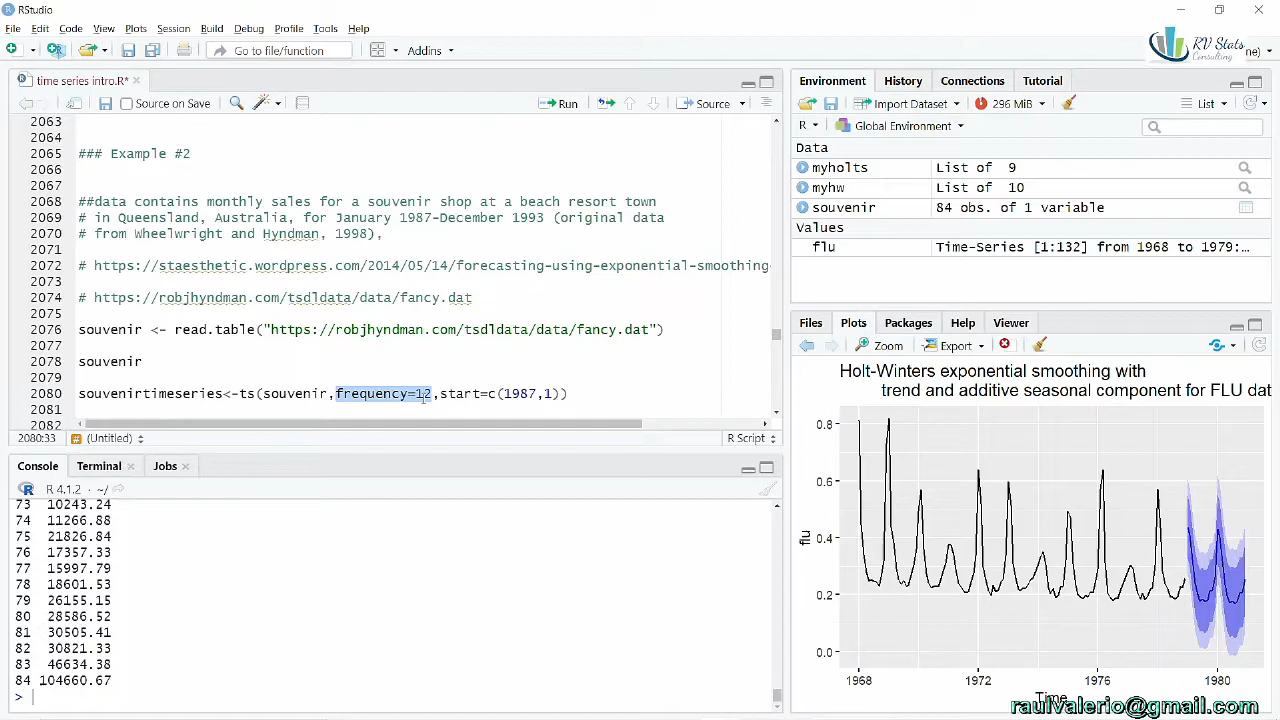 RStudio
File Edit Code View Plots Session Build Debug Profile Tools Help
Go to file/function Addins
RV Stats
Consulting
ne)
time series intro.R*
Source on Save Run Source
2063
2064
2065 ### Example #2
2066
2067
2068 ##data contains monthly sales for a souvenir shop at a beach resort town
2069 # in Queensland, Australia, for January 1987-December 1993 (original data
2070 # from Wheelwright and Hyndman, 1998),
2071
2072 # https://staesthetic.wordpress.com/2014/05/14/forecasting-using-exponential-smoothing-
2073
2074 # https://robjhyndman.com/tsdldata/data/fancy.dat
2075
2076 souvenir <- read.table("https://robjhyndman.com/tsdldata/data/fancy.dat")
2077
2078 souvenir
2079
2080 souvenirtimeseries<-ts(souvenir,frequency=12,start=c(1987,1))
2081
2082
2080:33 # (Untitled) R Script
Console Terminal Jobs
R 4.1.2 · ~/
73 10243.24
74 11266.88
75 21826.84
76 17357.33
77 15997.79
78 18601.53
79 26155.15
80 28586.52
81 30505.41
82 30821.33
83 46634.38
84 104660.67
>
Environment History Connections Tutorial
Import Dataset 296 MiB List
R Global Environment
Data
myholts List of 9
myhw List of 10
souvenir 84 obs. of 1 variable
Values
flu Time-Series [1:132] from 1968 to 1979:...
Files Plots Packages Help Viewer
Zoom Export
Holt-Winters exponential smoothing with
trend and additive seasonal component for FLU dat
0.8
0.6
0.4
0.2
0.0
flu
1968 1972 1976 1980
Time
raulvalerio@gmail.com